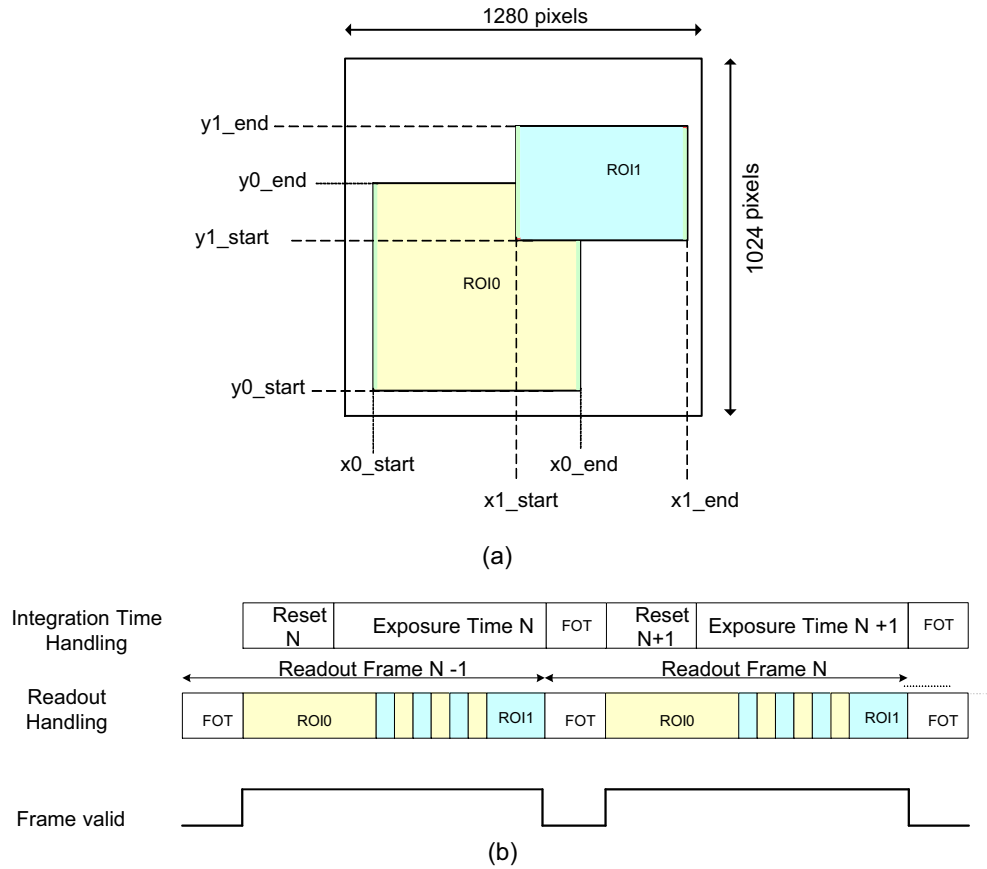 1280 pixels
y1_end
ROI1
y0_end
1024 pixels
y1_start
ROI0
y0_start
x0_start
x0_end
x1_start
x1_end
(a)
Integration Time
Handling
Reset
N
Exposure Time N
FOT
Reset
N+1
Exposure Time N +1
FOT
Readout Frame N -1
Readout Frame N
Readout
Handling
FOT
ROI0
ROI1
FOT
ROI0
ROI1
FOT
Frame valid
(b)